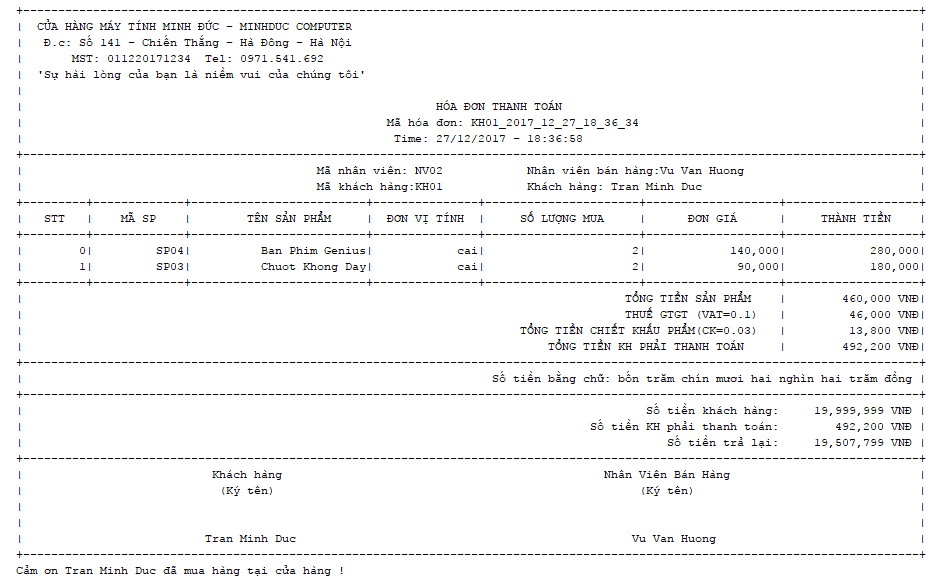 CỬA HÀNG MÁY TÍNH MINH ĐỨC - MINHDUC COMPUTER
Đ.c: Số 141 - Chiến Thắng - Hà Đông - Hà Nội
MST: 011220171234 Tel: 0971.541.692
'Sự hài lòng của bạn là niềm vui của chúng tôi'
HÓA ĐƠN THANH TOÁN
Mã hóa đơn: KH01_2017_12_27_18_36_34
Time: 27/12/2017 - 18:36:58
Mã nhân viên: NV02 Nhân viên bán hàng:Vu Van Huong
Mã khách hàng:KH01 Khách hàng: Tran Minh Duc
STT | MÃ SP | TÊN SẢN PHẨM | ĐƠN VỊ TÍNH | SỐ LƯỢNG MUA | ĐƠN GIÁ | THÀNH TIỀN
0| SP04| Ban Phim Genius| cai| 2| 140,000| 280,000|
1| SP03| Chuot Khong Day| cai| 2| 90,000| 180,000|
TỔNG TIỀN SẢN PHẨM | 460,000 VNĐ|
THUẾ GTGT (VAT=0.1) | 46,000 VNĐ|
TỔNG TIỀN CHIẾT KHẤU PHẨM(CK=0.03) | 13,800 VNĐ|
TỔNG TIỀN KH PHẢI THANH TOÁN | 492,200 VNĐ|
Số tiền bằng chữ: bốn trăm chín mươi hai nghìn hai trăm đồng
Số tiền khách hàng: 19,999,999 VNĐ
Số tiền KH phải thanh toán: 492,200 VNĐ
Số tiền trả lại: 19,507,799 VNĐ
Khách hàng Nhân Viên Bán Hàng
(Ký tên) (Ký tên)
Tran Minh Duc Vu Van Huong
Cảm ơn Tran Minh Duc đã mua hàng tại cửa hàng !